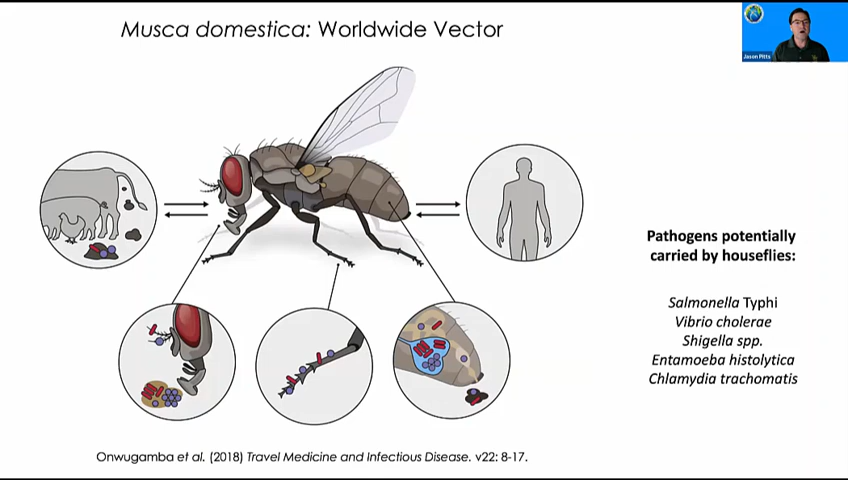 Musca domestica: Worldwide Vector
Jason Pitts
Pathogens potentially
carried by houseflies:
Salmonella Typhi
Vibrio cholerae
Shigella spp.
Entamoeba histolytica
Chlamydia trachomatis
Onwugamba et al. (2018) Travel Medicine and Infectious Disease. v22: 8-17.